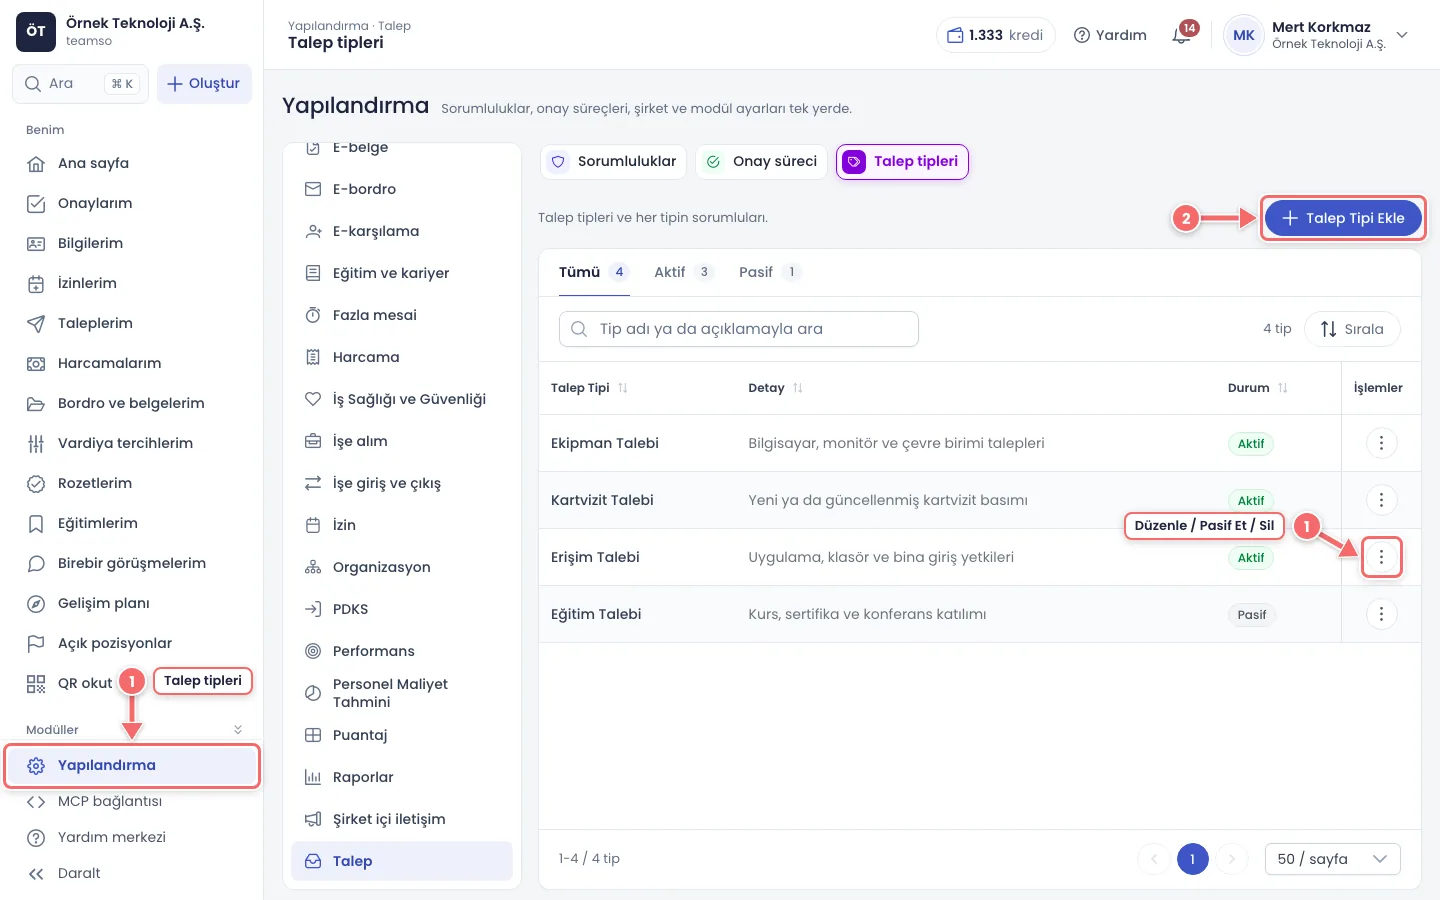 ÖT
Örnek Teknoloji A.Ş.
teamso
Ara
⌘ K
Oluştur
Benim
Ana sayfa
Onaylarım
Bilgilerim
İzinlerim
Taleplerim
Harcamalarım
Bordro ve belgelerim
Vardiya tercihlerim
Rozetlerim
Eğitimlerim
Birebir görüşmelerim
Gelişim planı
Açık pozisyonlar
QR okut
1
Talep tipleri
Modüller
Yapılandırma
MCP bağlantısı
Yardım merkezi
Daralt
Yapılandırma · Talep
Talep tipleri
1.333 kredi
Yardım
14
MK
Mert Korkmaz
Örnek Teknoloji A.Ş.
Yapılandırma
Sorumluluklar, onay süreçleri, şirket ve modül ayarları tek yerde.
E-belge
E-bordro
E-karşılama
Eğitim ve kariyer
Fazla mesai
Harcama
İş Sağlığı ve Güvenliği
İşe alım
İşe giriş ve çıkış
İzin
Organizasyon
PDKS
Performans
Personel Maliyet
Tahmini
Puantaj
Raporlar
Şirket içi iletişim
Talep
Sorumluluklar
Onay süreci
Talep tipleri
Talep tipleri ve her tipin sorumluları.
2
Talep Tipi Ekle
Tümü 4
Aktif 3
Pasif 1
Tip adı ya da açıklamayla ara
4 tip
Sırala
Talep Tipi
Detay
Durum
İşlemler
Ekipman Talebi
Bilgisayar, monitör ve çevre birimi talepleri
Aktif
Kartvizit Talebi
Yeni ya da güncellenmiş kartvizit basımı
Aktif
Düzenle / Pasif Et / Sil
1
Erişim Talebi
Uygulama, klasör ve bina giriş yetkileri
Aktif
Eğitim Talebi
Kurs, sertifika ve konferans katılımı
Pasif
1-4 / 4 tip
1
50 / sayfa